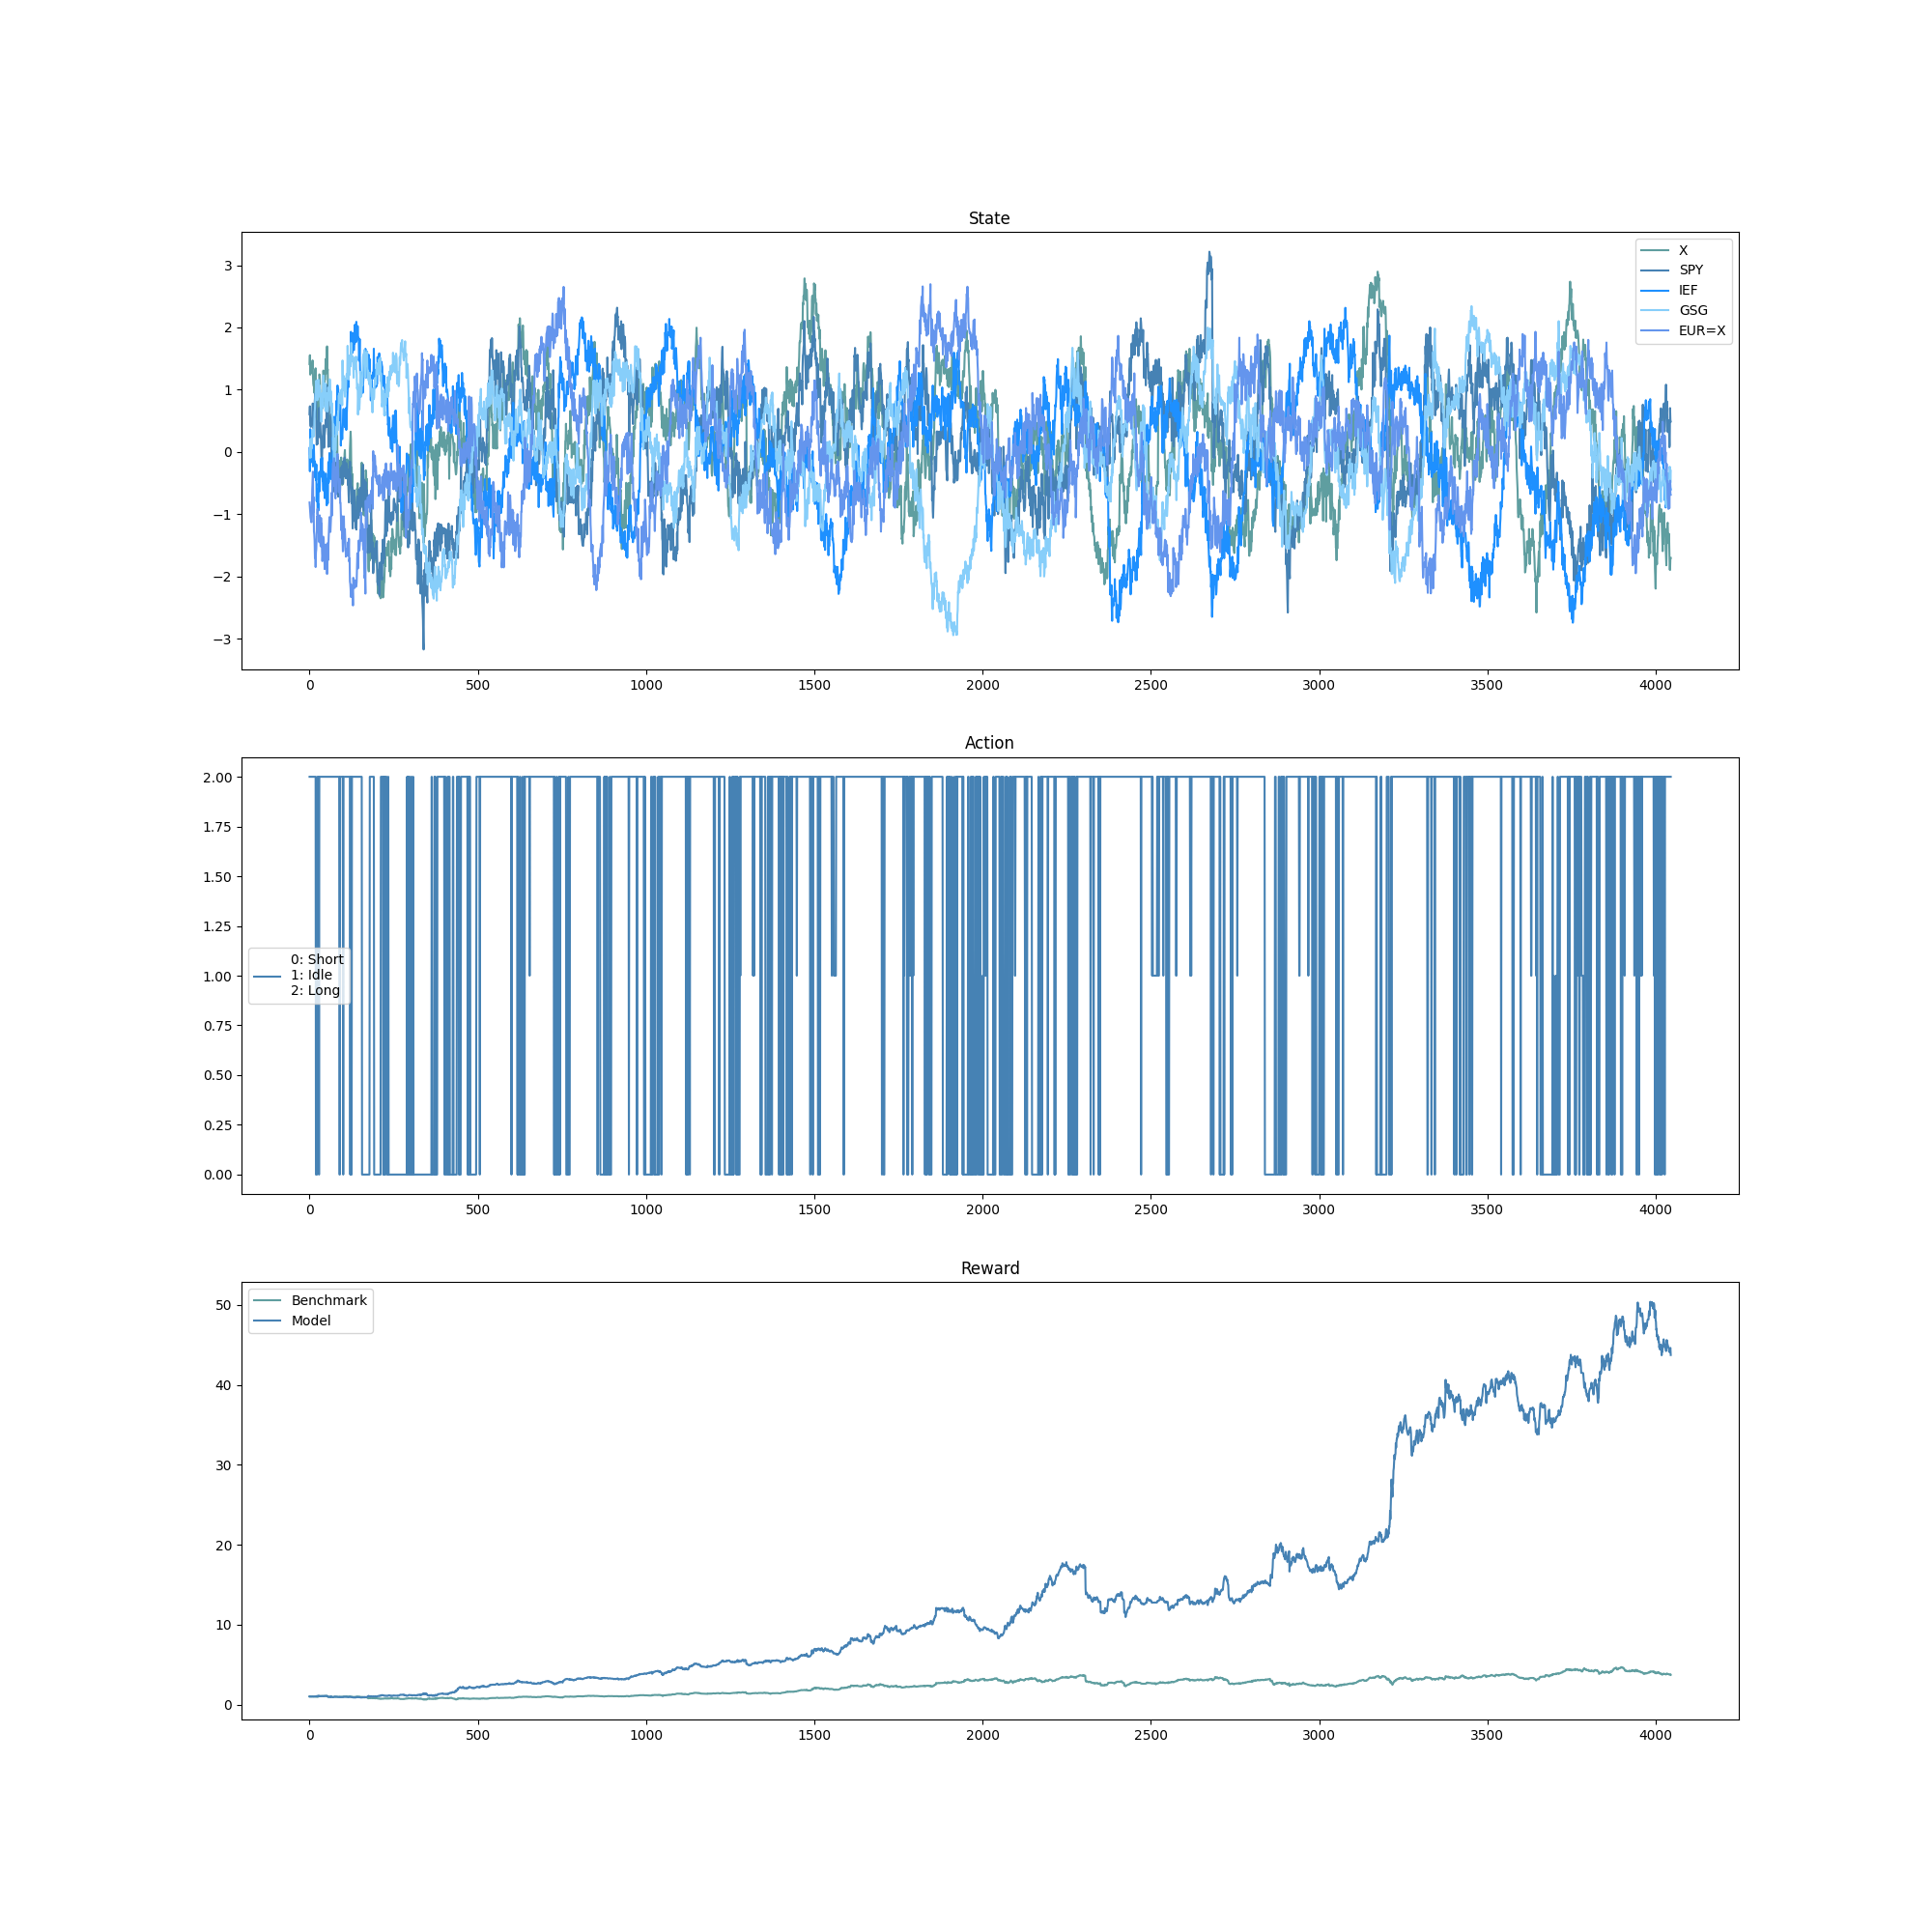 State
3
2
1
0
−1
−2
−3
X
SPY
IEF
GSG
EUR=X
0 500 1000 1500 2000 2500 3000 3500 4000
Action
2.00
1.75
1.50
1.25
1.00
0.75
0.50
0.25
0.00
0: Short
1: Idle
2: Long
0 500 1000 1500 2000 2500 3000 3500 4000
Reward
50
40
30
20
10
0
Benchmark
Model
0 500 1000 1500 2000 2500 3000 3500 4000